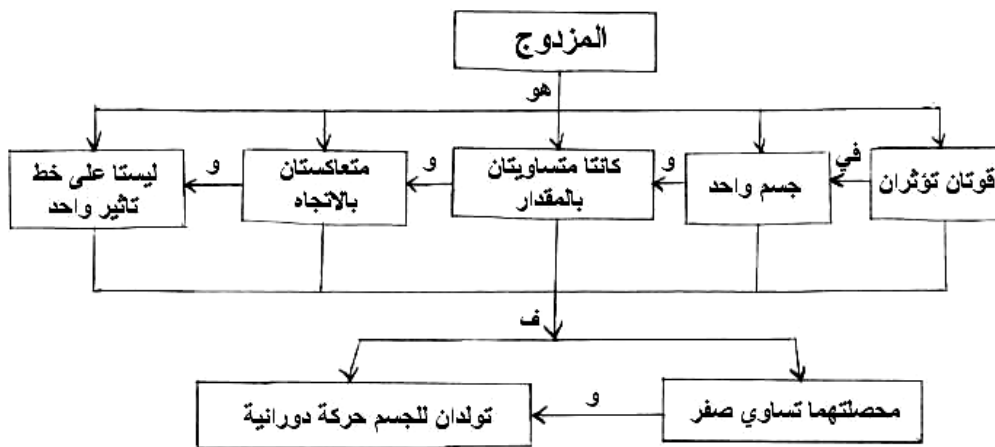 المزدوج
هو
قوتان تؤثران
في
جسم واحد
و
كانتا متساويتان
بالمقدار
و
متعاكستان
بالاتجاه
و
ليستا على خط
تاثير واحد
ف
محصلتهما تساوي صفر
و
تولدان للجسم حركة دورانية